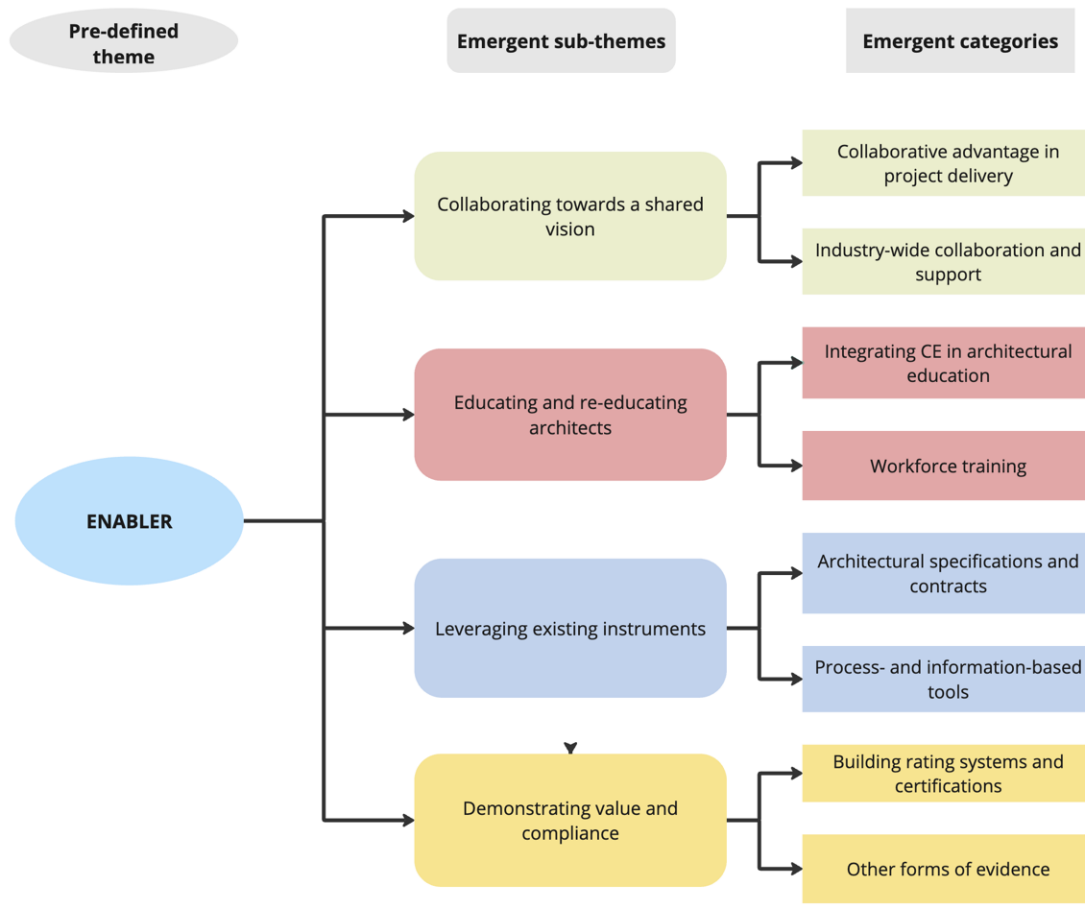 Pre-defined
theme
Emergent sub-themes
Emergent categories
Collaborating towards a shared
vision
Collaborative advantage in
project delivery
Industry-wide collaboration and
support
Educating and re-educating
architects
Integrating CE in architectural
education
Workforce training
ENABLER
Leveraging existing instruments
Architectural specifications and
contracts
Process- and information-based
tools
Demonstrating value and
compliance
Building rating systems and
certifications
Other forms of evidence